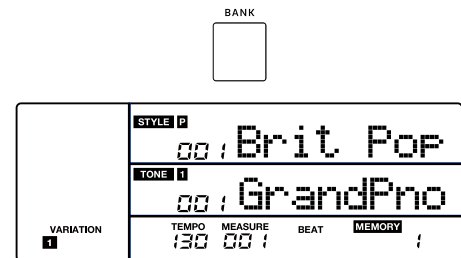 BANK
STYLE P
001 Brit Pop
TONE 1
001 GrandPno
VARIATION TEMPO MEASURE BEAT MEMORY
1 130 001 1